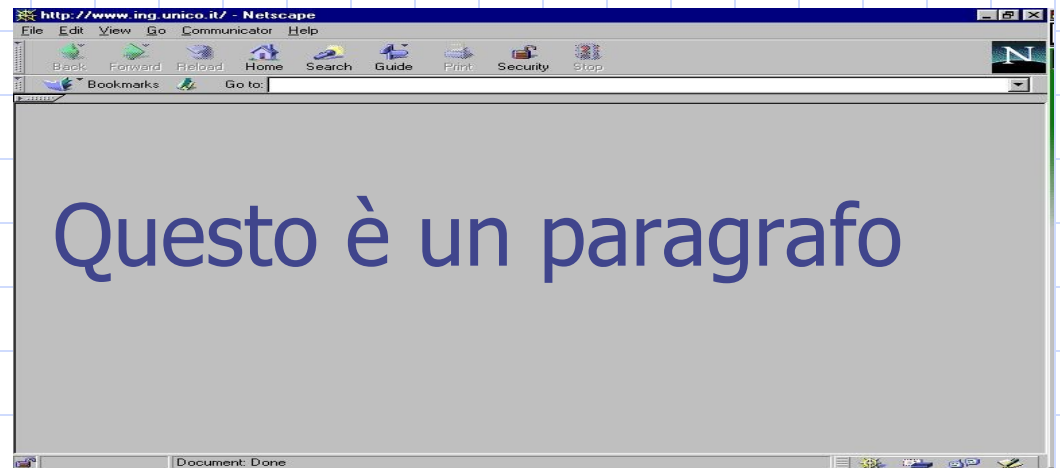 http://www.ing.unico.it/ - Netscape
File Edit View Go Communicator Help
Back Forward Reload Home Search Guide Print Security Stop
N
Bookmarks Go to:
Questo è un paragrafo
Document: Done